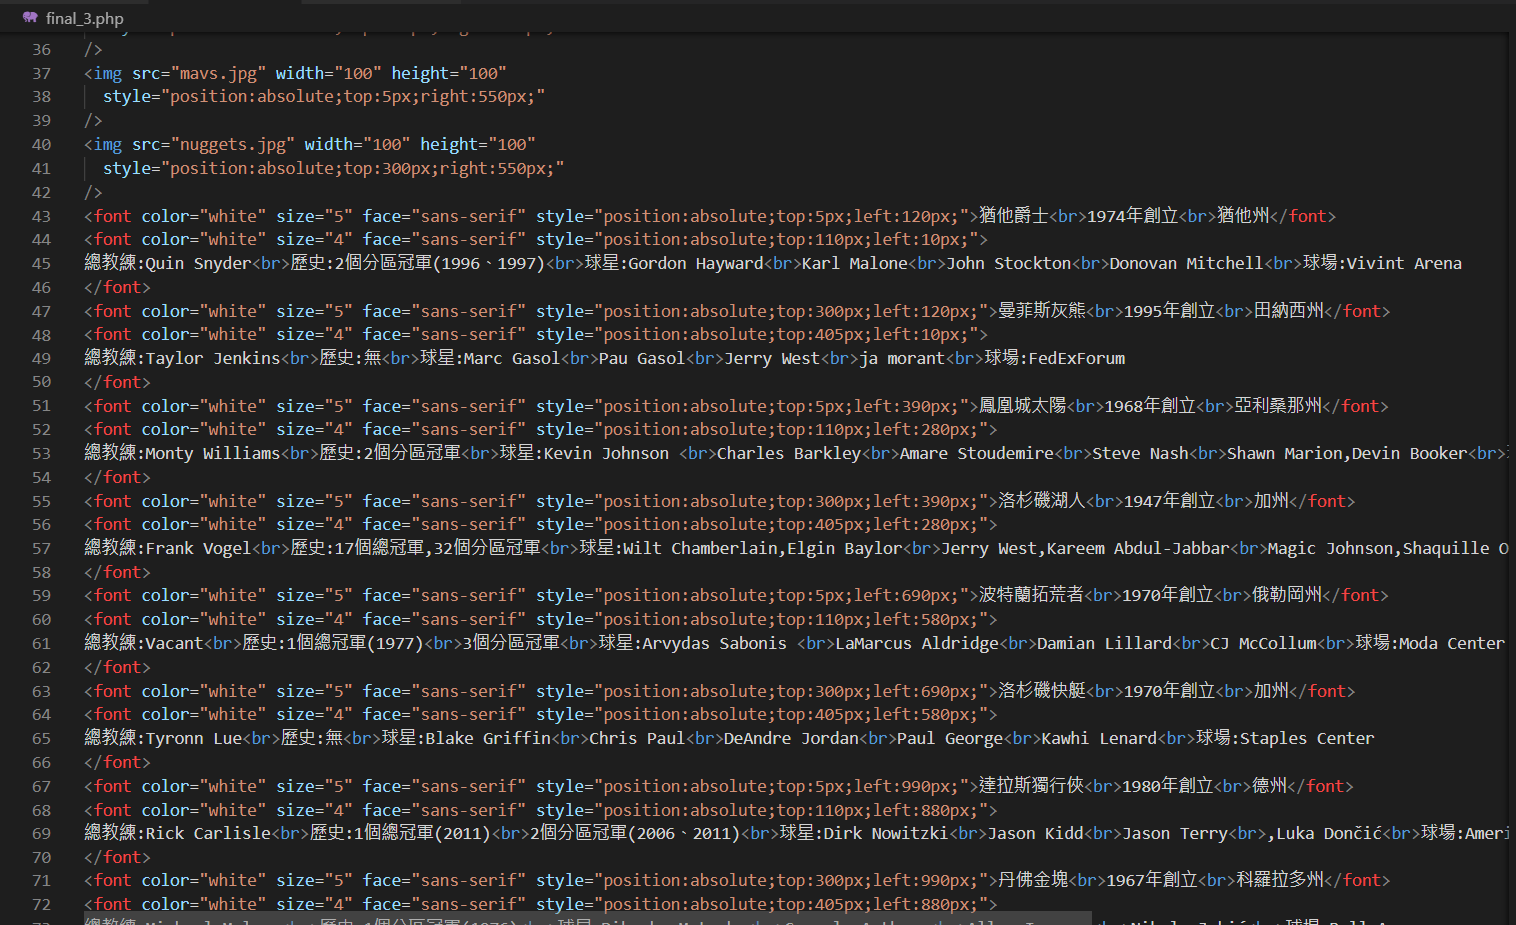 final_3.php
36 />
37 <img src="mavs.jpg" width="100" height="100"
38 style="position:absolute;top:5px;right:550px;"
39 />
40 <img src="nuggets.jpg" width="100" height="100"
41 style="position:absolute;top:300px;right:550px;"
42 />
43 <font color="white" size="5" face="sans-serif" style="position:absolute;top:5px;left:120px;">猶他爵士<br>1974年創立<br>猶他州</font>
44 <font color="white" size="4" face="sans-serif" style="position:absolute;top:110px;left:10px;">
45 總教練:Quin Snyder<br>歷史:2個分區冠軍(1996、1997)<br>球星:Gordon Hayward<br>Karl Malone<br>John Stockton<br>Donovan Mitchell<br>球場:Vivint Arena
46 </font>
47 <font color="white" size="5" face="sans-serif" style="position:absolute;top:300px;left:120px;">曼菲斯灰熊<br>1995年創立<br>田納西州</font>
48 <font color="white" size="4" face="sans-serif" style="position:absolute;top:405px;left:10px;">
49 總教練:Taylor Jenkins<br>歷史:無<br>球星:Marc Gasol<br>Pau Gasol<br>Jerry West<br>ja morant<br>球場:FedExForum
50 </font>
51 <font color="white" size="5" face="sans-serif" style="position:absolute;top:5px;left:390px;">鳳凰城太陽<br>1968年創立<br>亞利桑那州</font>
52 <font color="white" size="4" face="sans-serif" style="position:absolute;top:110px;left:280px;">
53 總教練:Monty Williams<br>歷史:2個分區冠軍<br>球星:Kevin Johnson <br>Charles Barkley<br>Amare Stoudemire<br>Steve Nash<br>Shawn Marion,Devin Booker<br>
54 </font>
55 <font color="white" size="5" face="sans-serif" style="position:absolute;top:300px;left:390px;">洛杉磯湖人<br>1947年創立<br>加州</font>
56 <font color="white" size="4" face="sans-serif" style="position:absolute;top:405px;left:280px;">
57 總教練:Frank Vogel<br>歷史:17個總冠軍,32個分區冠軍<br>球星:Wilt Chamberlain,Elgin Baylor<br>Jerry West,Kareem Abdul-Jabbar<br>Magic Johnson,Shaquille O
58 </font>
59 <font color="white" size="5" face="sans-serif" style="position:absolute;top:5px;left:690px;">波特蘭拓荒者<br>1970年創立<br>俄勒岡州</font>
60 <font color="white" size="4" face="sans-serif" style="position:absolute;top:110px;left:580px;">
61 總教練:Vacant<br>歷史:1個總冠軍(1977)<br>3個分區冠軍<br>球星:Arvydas Sabonis <br>LaMarcus Aldridge<br>Damian Lillard<br>CJ McCollum<br>球場:Moda Center
62 </font>
63 <font color="white" size="5" face="sans-serif" style="position:absolute;top:300px;left:690px;">洛杉磯快艇<br>1970年創立<br>加州</font>
64 <font color="white" size="4" face="sans-serif" style="position:absolute;top:405px;left:580px;">
65 總教練:Tyronn Lue<br>歷史:無<br>球星:Blake Griffin<br>Chris Paul<br>DeAndre Jordan<br>Paul George<br>Kawhi Lenard<br>球場:Staples Center
66 </font>
67 <font color="white" size="5" face="sans-serif" style="position:absolute;top:5px;left:990px;">達拉斯獨行俠<br>1980年創立<br>德州</font>
68 <font color="white" size="4" face="sans-serif" style="position:absolute;top:110px;left:880px;">
69 總教練:Rick Carlisle<br>歷史:1個總冠軍(2011)<br>2個分區冠軍(2006、2011)<br>球星:Dirk Nowitzki<br>Jason Kidd<br>Jason Terry<br>,Luka Dončić<br>球場:Ameri
70 </font>
71 <font color="white" size="5" face="sans-serif" style="position:absolute;top:300px;left:990px;">丹佛金塊<br>1967年創立<br>科羅拉多州</font>
72 <font color="white" size="4" face="sans-serif" style="position:absolute;top:405px;left:880px;">